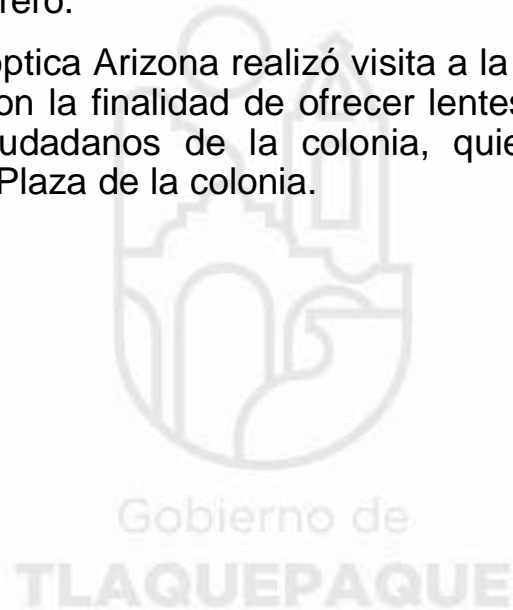 rero.
óptica Arizona realizó visita a la
on la finalidad de ofrecer lentes
udadanos de la colonia, quie
Plaza de la colonia.
Gobierno de
TLAQUEPAQUE